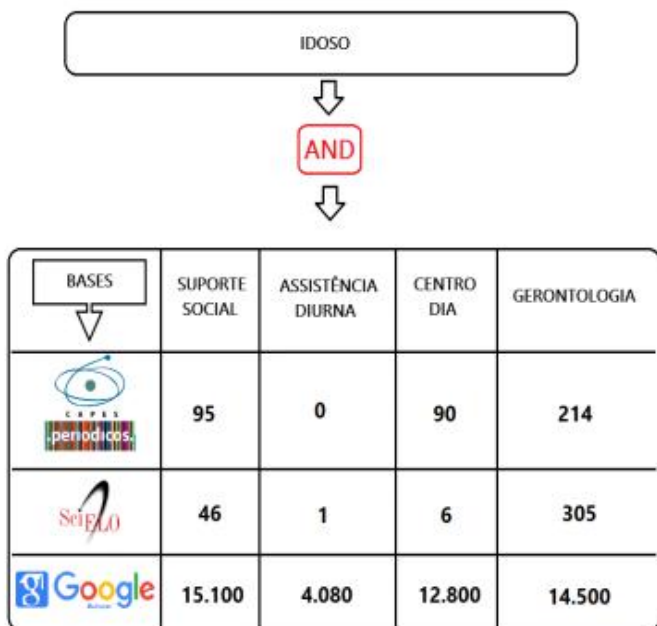 IDOSO
AND
BASES
SUPORTE
SOCIAL
ASSISTÊNCIA
DIURNA
CENTRO
DIA
GERONTOLOGIA
CAPES
.periodicos.
95
0
90
214
SciELO
46
1
6
305
g Google
15.100
4.080
12.800
14.500